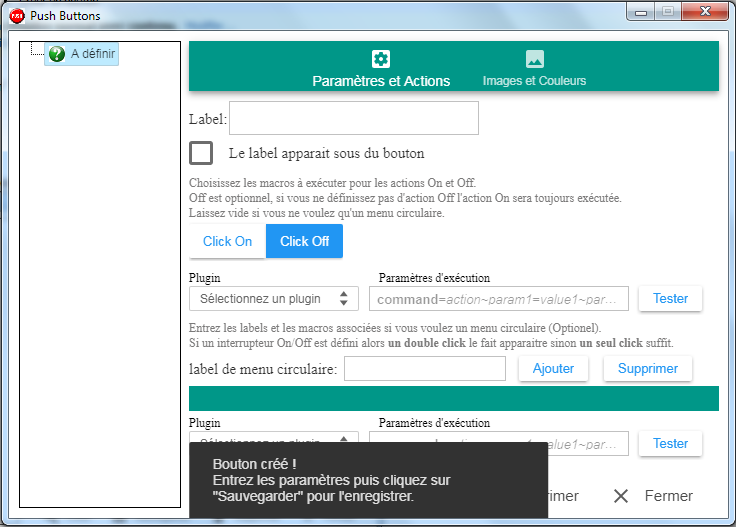 Push Buttons
A définir
Paramètres et Actions
Images et Couleurs
Label:
Le label apparait sous du bouton
Choisissez les macros à exécuter pour les actions On et Off.
Off est optionnel, si vous ne définissez pas d'action Off l'action On sera toujours exécutée.
Laissez vide si vous ne voulez qu'un menu circulaire.
Click On
Click Off
Plugin
Paramètres d'exécution
Sélectionnez un plugin
command=action~param1=value1~par...
Tester
Entrez les labels et les macros associées si vous voulez un menu circulaire (Optionel).
Si un interrupteur On/Off est défini alors un double click le fait apparaitre sinon un seul click suffit.
label de menu circulaire:
Ajouter
Supprimer
Plugin
Paramètres d'exécution
Tester
Bouton créé !
Entrez les paramètres puis cliquez sur
"Sauvegarder" pour l'enregistrer.
Fermer